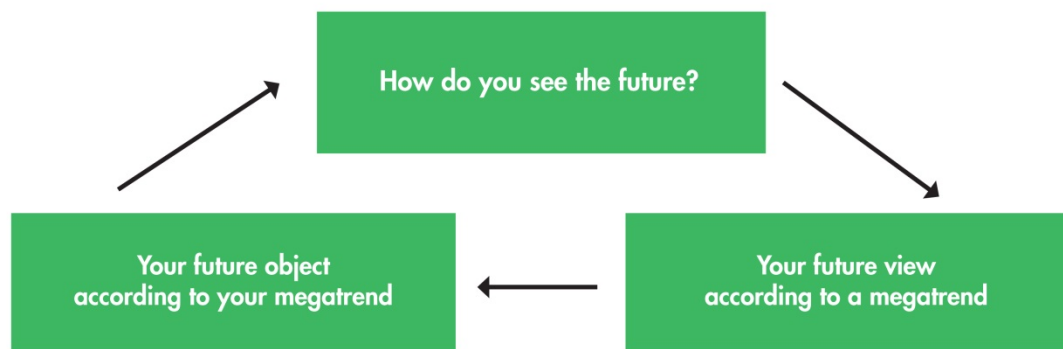 How do you see the future?
Your future object
according to your megatrend
Your future view
according to a megatrend